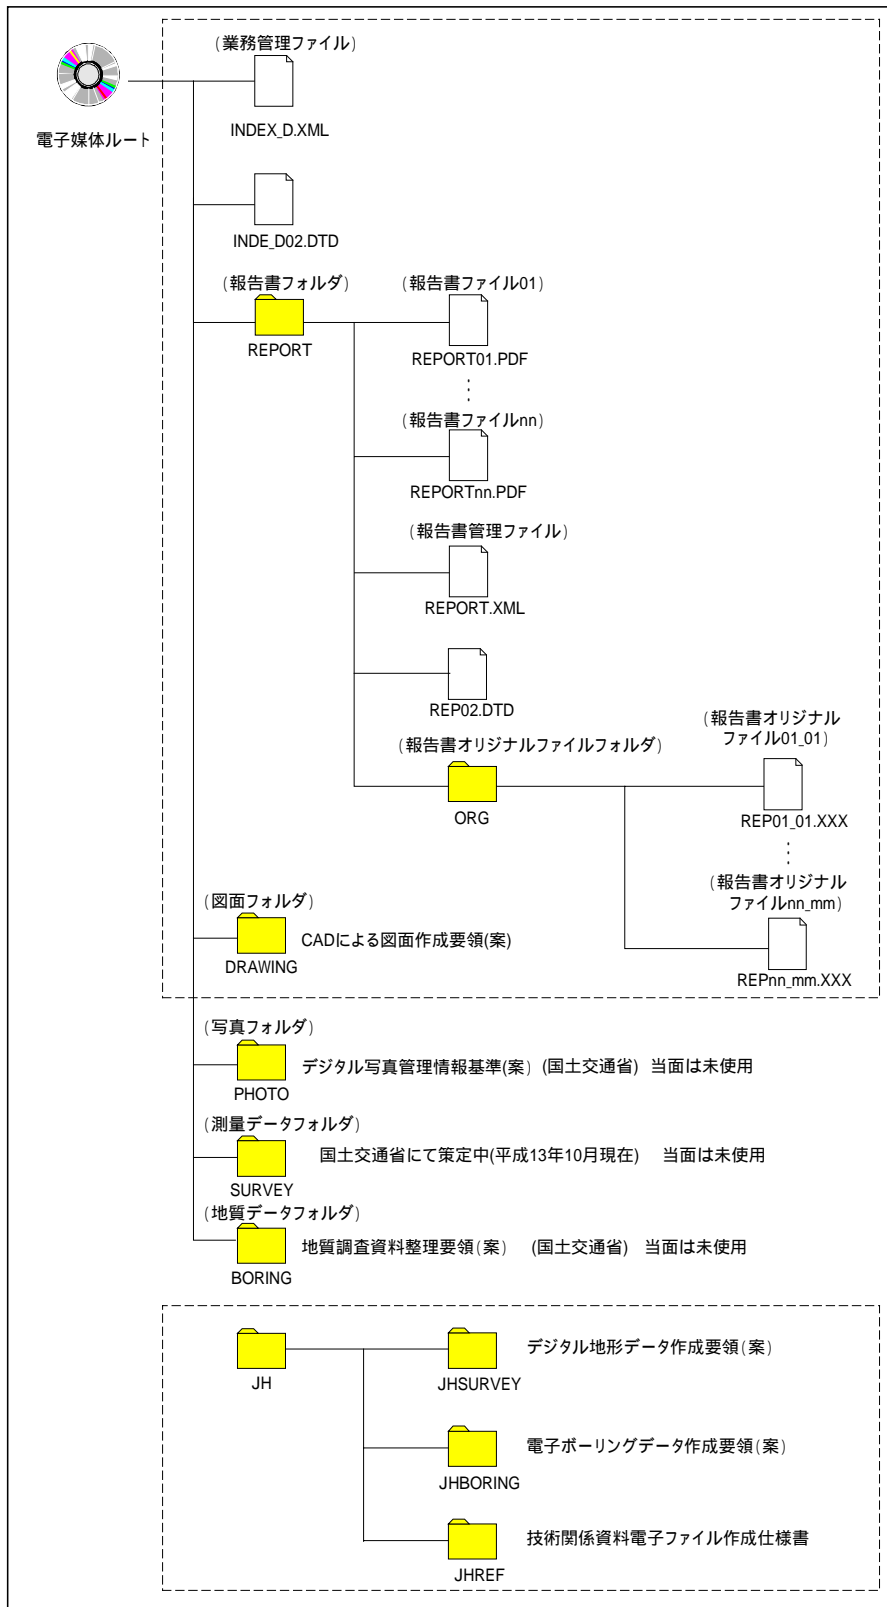 (業務管理ファイル)
電子媒体ルート
INDEX_D.XML
INDE_D02.DTD
(報告書フォルダ)
REPORT
(報告書ファイル01)
REPORT01.PDF
(報告書ファイルnn)
REPORTnn.PDF
(報告書管理ファイル)
REPORT.XML
REP02.DTD
(報告書オリジナルファイルフォルダ)
ORG
(報告書オリジナル
ファイル01_01)
REP01_01.XXX
(報告書オリジナル
ファイルnn_mm)
REPnn_mm.XXX
(図面フォルダ)
CADによる図面作成要領(案)
DRAWING
(写真フォルダ)
デジタル写真管理情報基準(案) (国土交通省) 当面は未使用
PHOTO
(測量データフォルダ)
国土交通省にて策定中(平成13年10月現在) 当面は未使用
SURVEY
(地質データフォルダ)
地質調査資料整理要領(案) (国土交通省) 当面は未使用
BORING
JH
デジタル地形データ作成要領(案)
JHSURVEY
電子ボーリングデータ作成要領(案)
JHBORING
技術関係資料電子ファイル作成仕様書
JHREF